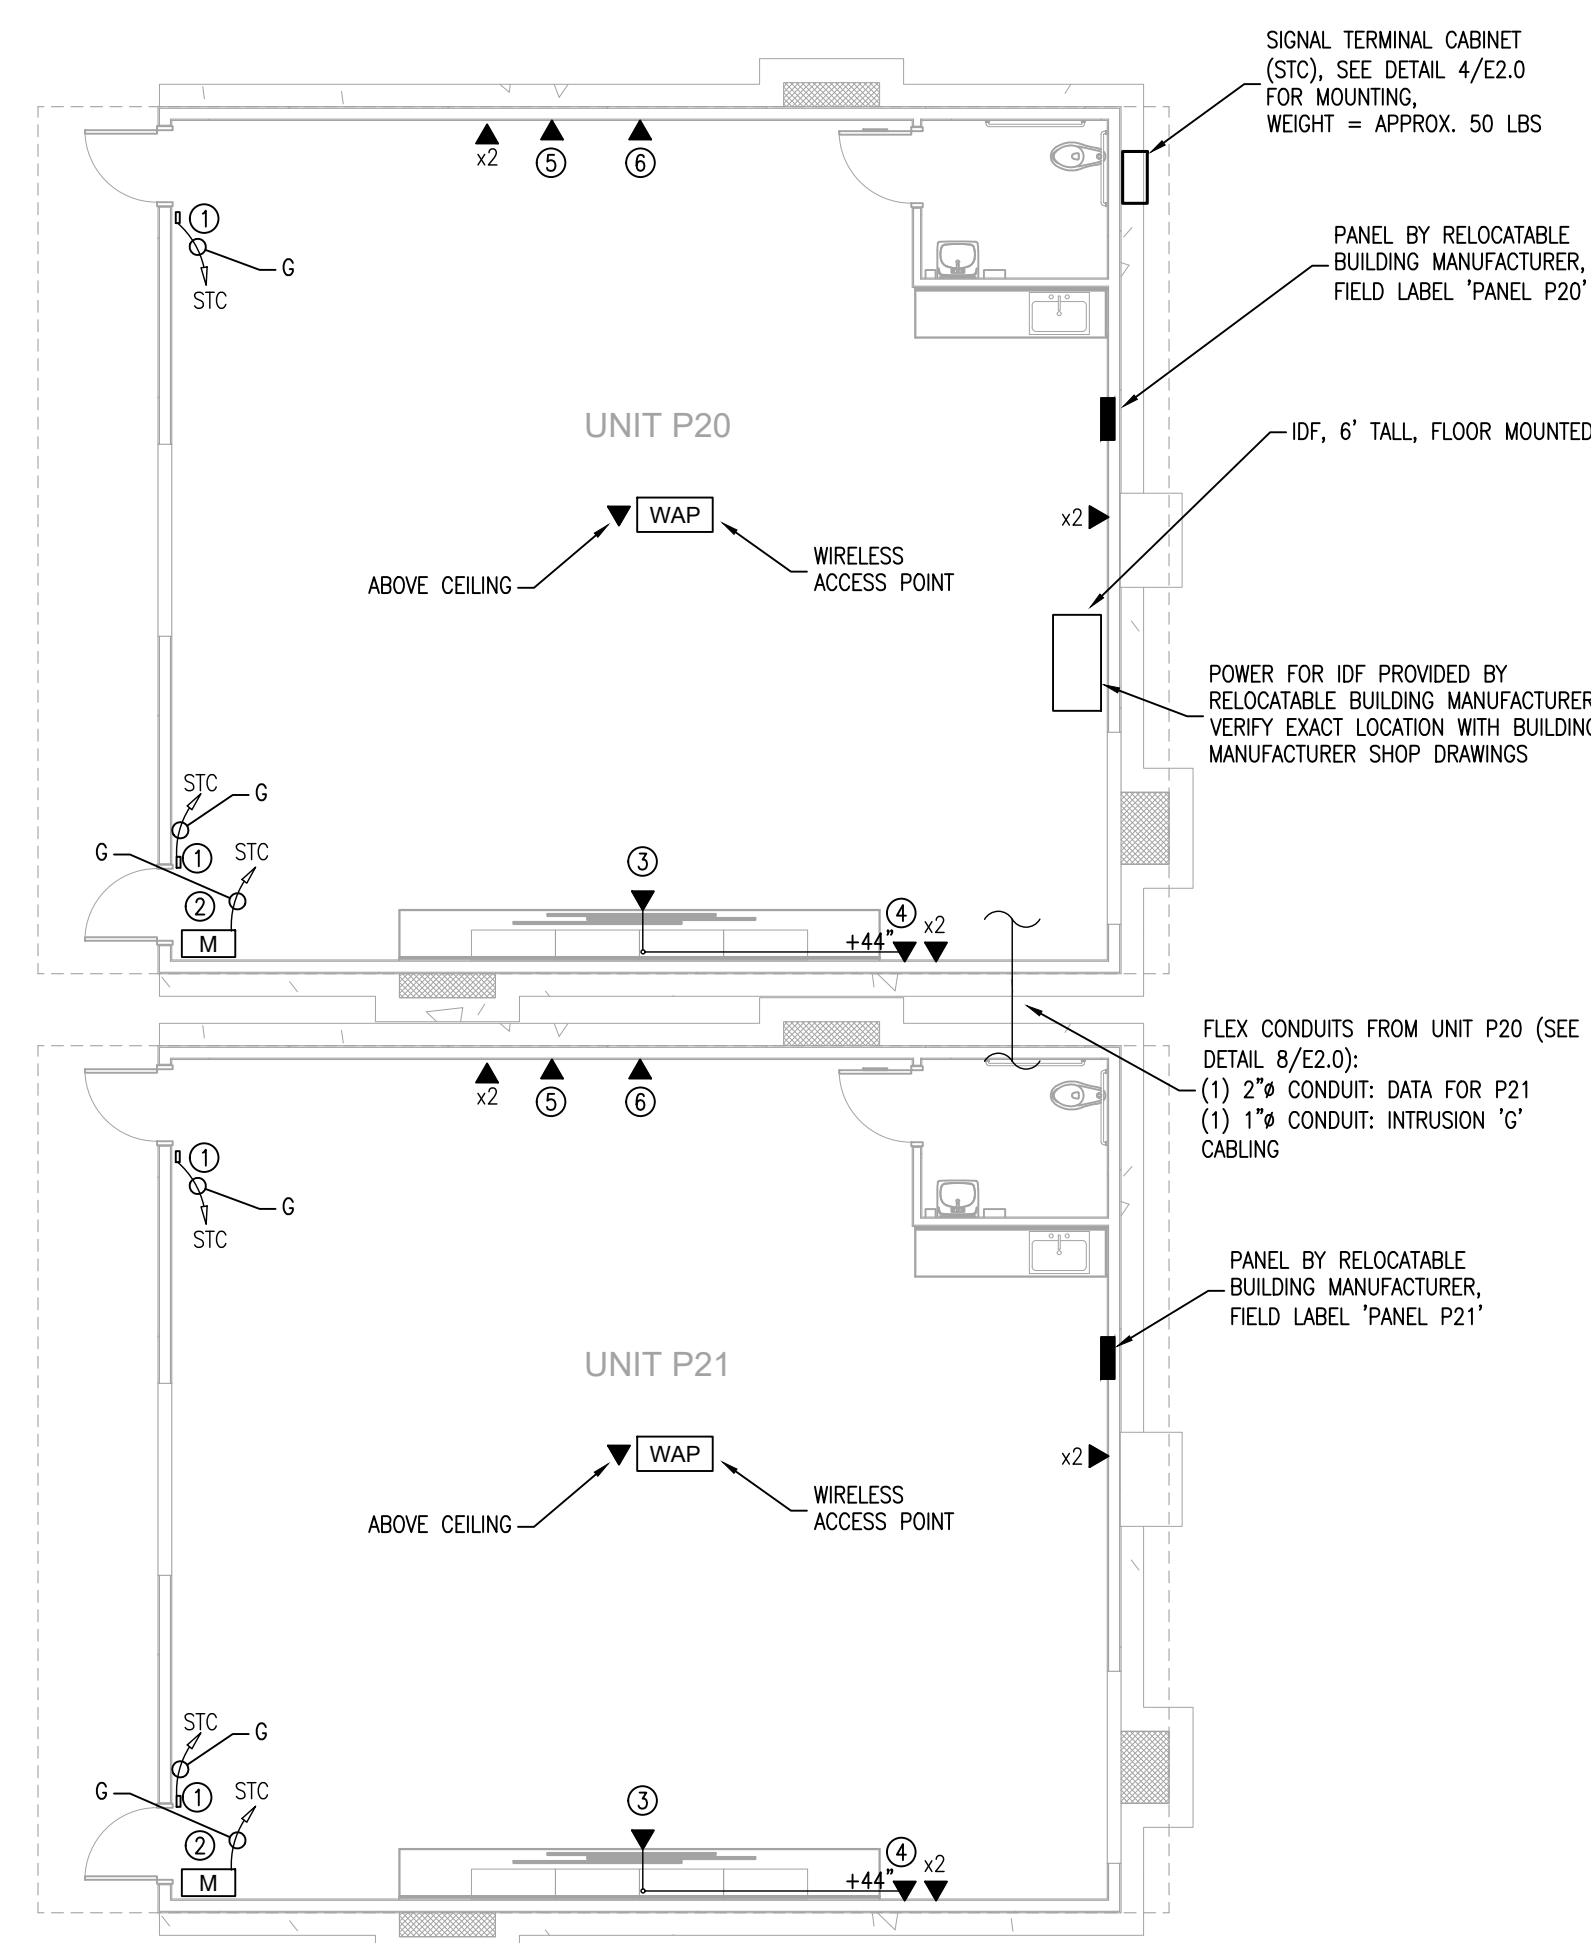 SIGNAL TERMINAL CABINET
(STC), SEE DETAIL 4/E2.0
FOR MOUNTING,
WEIGHT = APPROX. 50 LBS
x2
5
6
1
G
STC
PANEL BY RELOCATABLE
BUILDING MANUFACTURER,
FIELD LABEL 'PANEL P20'
UNIT P20
IDF, 6' TALL, FLOOR MOUNTED
WAP
x2
ABOVE CEILING
WIRELESS
ACCESS POINT
POWER FOR IDF PROVIDED BY
RELOCATABLE BUILDING MANUFACTURER
VERIFY EXACT LOCATION WITH BUILDING
MANUFACTURER SHOP DRAWINGS
STC
G
G
1
STC
2
M
3
4
x2
+44"
FLEX CONDUITS FROM UNIT P20 (SEE
DETAIL 8/E2.0):
(1) 2"ø CONDUIT: DATA FOR P21
(1) 1"ø CONDUIT: INTRUSION 'G'
CABLING
x2
5
6
1
G
STC
PANEL BY RELOCATABLE
BUILDING MANUFACTURER,
FIELD LABEL 'PANEL P21'
UNIT P21
WAP
x2
ABOVE CEILING
WIRELESS
ACCESS POINT
STC
G
G
1
STC
2
M
3
4
x2
+44"